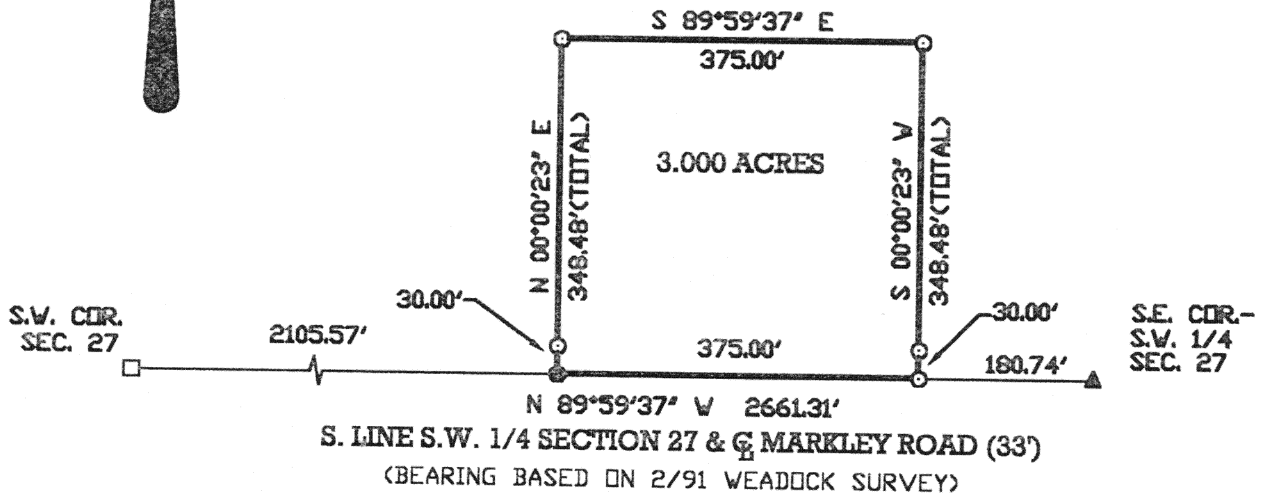 S 89°59'37" E
375.00'
N 00°00'23" E
348.48'(TOTAL)
3.000 ACRES
S 00°00'23" W
348.48'(TOTAL)
30.00'
30.00'
S.W. COR.
SEC. 27
2105.57'
375.00'
180.74'
S.E. COR.-
S.W. 1/4
SEC. 27
N 89°59'37" W 2661.31'
S. LINE S.W. 1/4 SECTION 27 & ℄ MARKLEY ROAD (33')
(BEARING BASED ON 2/91 WEADOCK SURVEY)